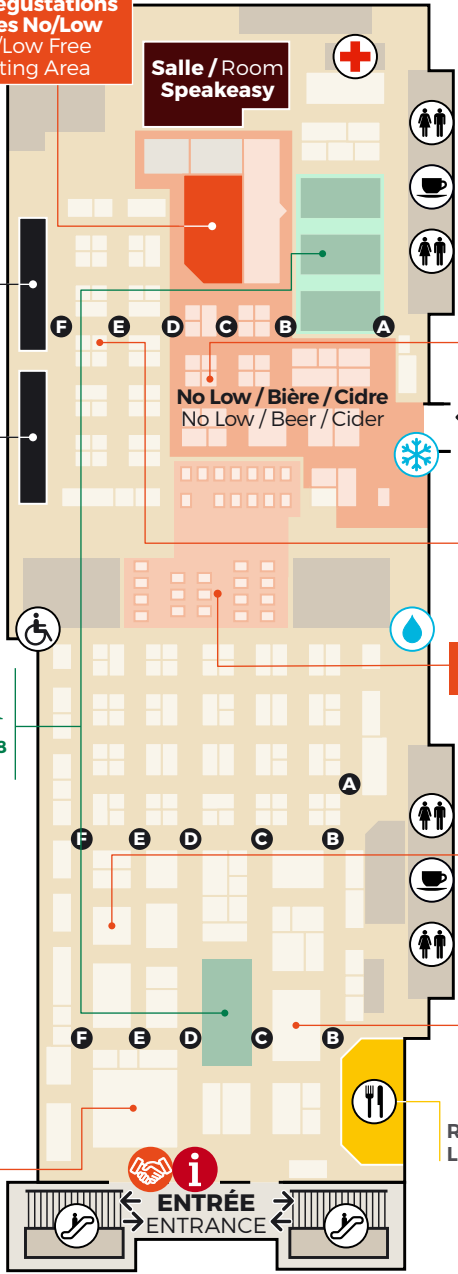 égustations
es No/Low
/Low Free
ting Area
Salle / Room
Speakeasy
F E D C B A
No Low / Bière / Cidre
No Low / Beer / Cider
B
A
F E D C B
F E D C B
R
L
i
ENTRÉE
ENTRANCE